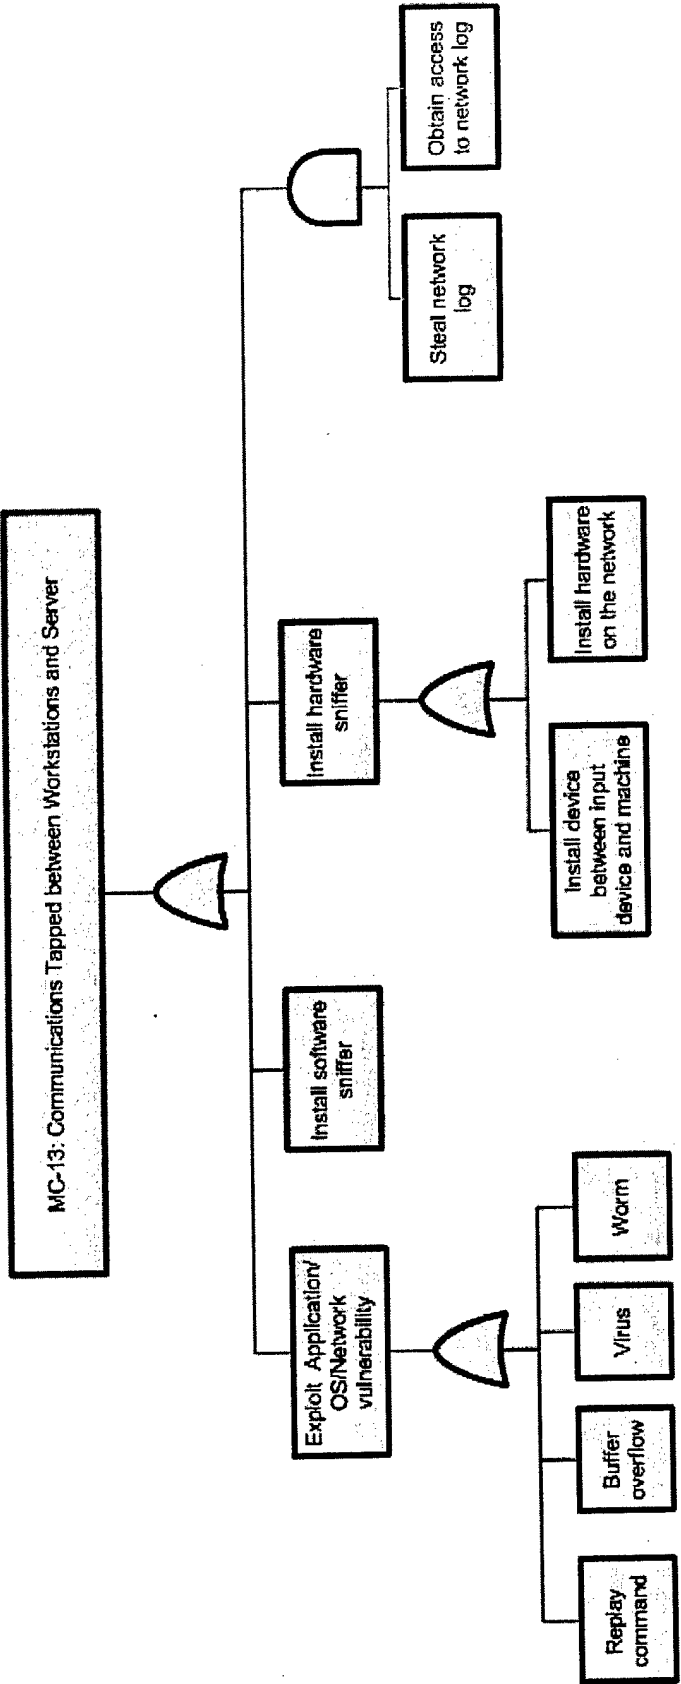 MC-13: Communications Tapped between Workstations and Server
Exploit Application/
OS/Network
vulnerability
Install software
sniffer
Install hardware
sniffer
Steal network
log
Obtain access
to network log
Replay
command
Buffer
overflow
Virus
Worm
Install device
between input
device and machine
Install hardware
on the network